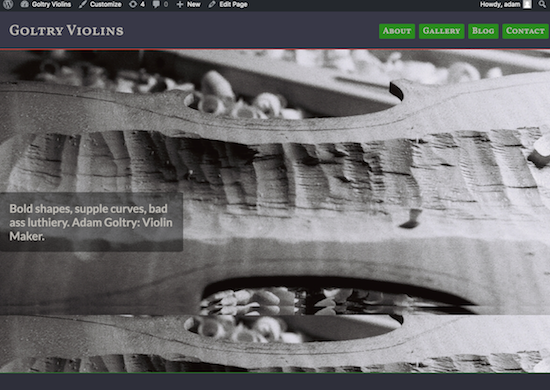 Goltry Violins Customize 4 0 New Edit Page Howdy, adam
Goltry Violins About Gallery Blog Contact
Bold shapes, supple curves, bad
ass luthiery. Adam Goltry: Violin
Maker.